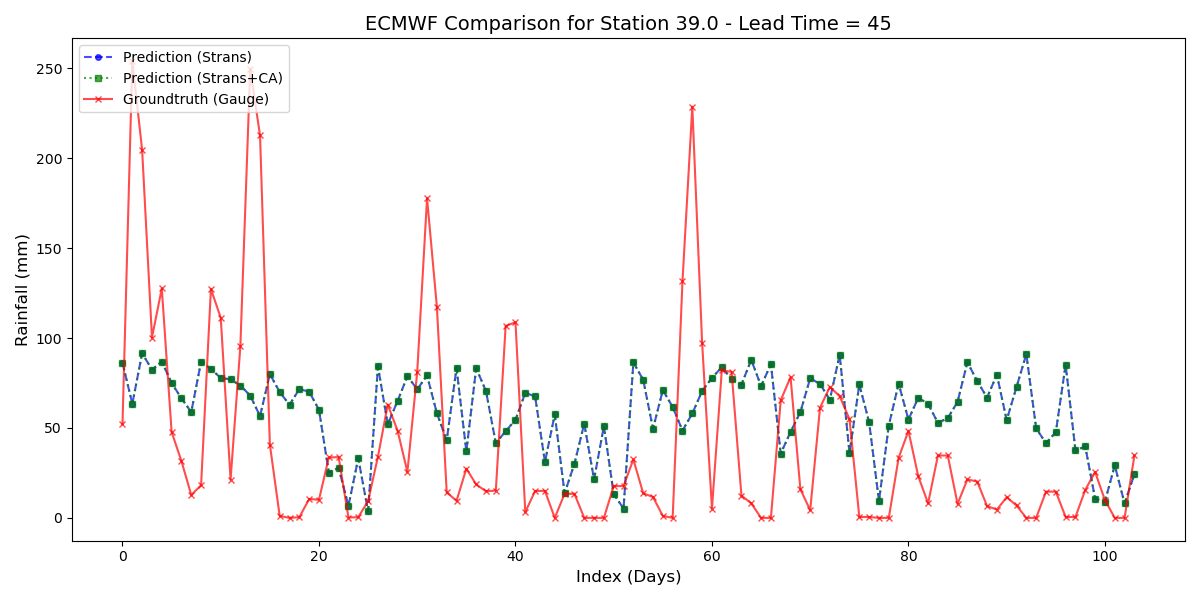 ECMWF Comparison for Station 39.0 - Lead Time = 45
Prediction (Strans)
Prediction (Strans+CA)
Groundtruth (Gauge)
Rainfall (mm)
250
200
150
100
50
0
0 20 40 60 80 100
Index (Days)